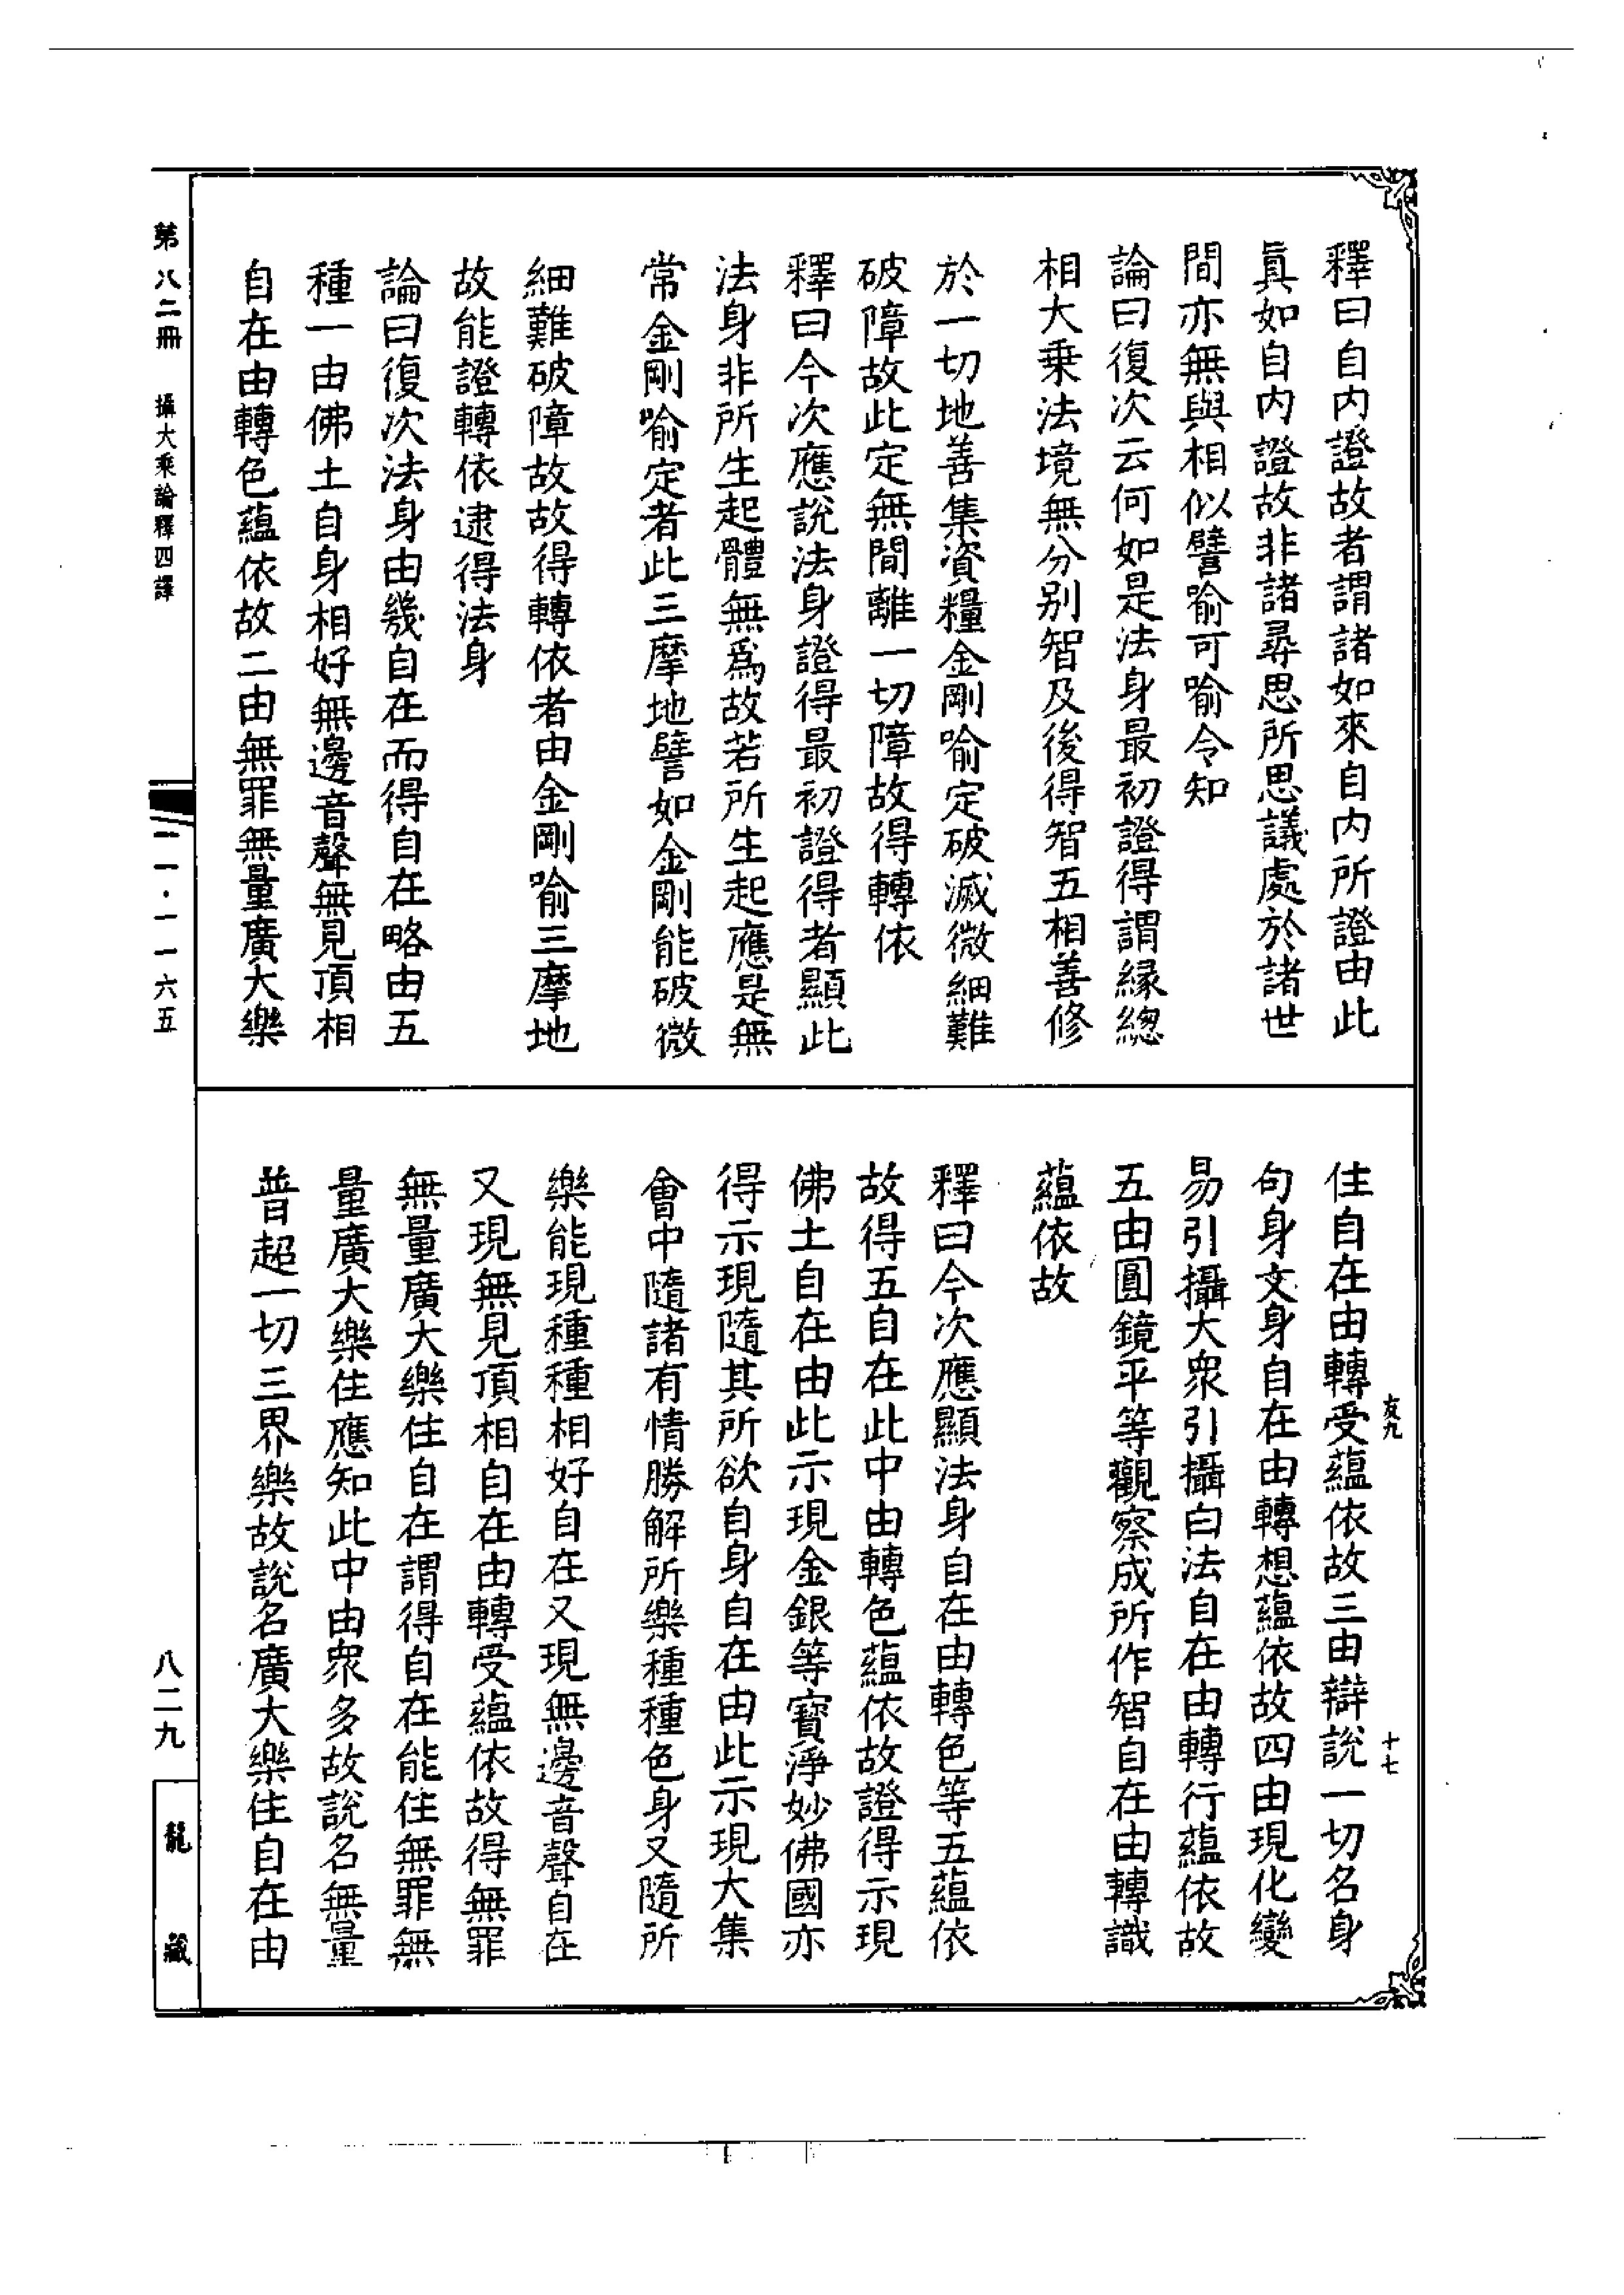 釋曰自內證故者謂諸如來自內所證由此
眞如自內證故非諸尋思所思議處於諸世
間亦無與相似譬喻可喻令知
論曰復次云何如是法身最初證得謂緣總
相大乘法境無分別智及後得智五相善修
於一切地善集資糧金剛喻定破滅微細難
破障故此定無間離一切障故得轉依
釋曰今次應說法身證得最初證得者顯此
法身非所生起體無爲故若所生起應是無
常金剛喻定者此三摩地譬如金剛能破微
細難破障故故得轉依者由金剛喻三摩地
故能證轉依逮得法身
論曰復次法身由幾自在而得自在略由五
種一由佛土自身相好無邊音聲無見頂相
自在由轉色蘊依故二由無罪無量廣大樂
住自在由轉受蘊依故三由辯說一切名身
句身文身自在由轉想蘊依故四由現化變
易引攝大衆引攝白法自在由轉行蘊依故
五由圓鏡平等觀察成所作智自在由轉識
蘊依故
釋曰今次應顯法身自在由轉色等五蘊依
故得五自在此中由轉色蘊依故證得示現
佛土自在由此示現金銀等寶淨妙佛國亦
得示現隨其所欲自身自在由此示現大集
會中隨諸有情勝解所樂種種色身又隨所
樂能現種種相好自在又現無邊音聲自在
又現無見頂相自在由轉受蘊依故得無罪
無量廣大樂住自在謂得自在能住無罪無
量廣大樂住應知此中由衆多故說名無量
普超一切三界樂故說名廣大樂住自在由
友九
十七
第八二冊 攝大乘論釋四譯
二一·一一六五
八二九
龍藏